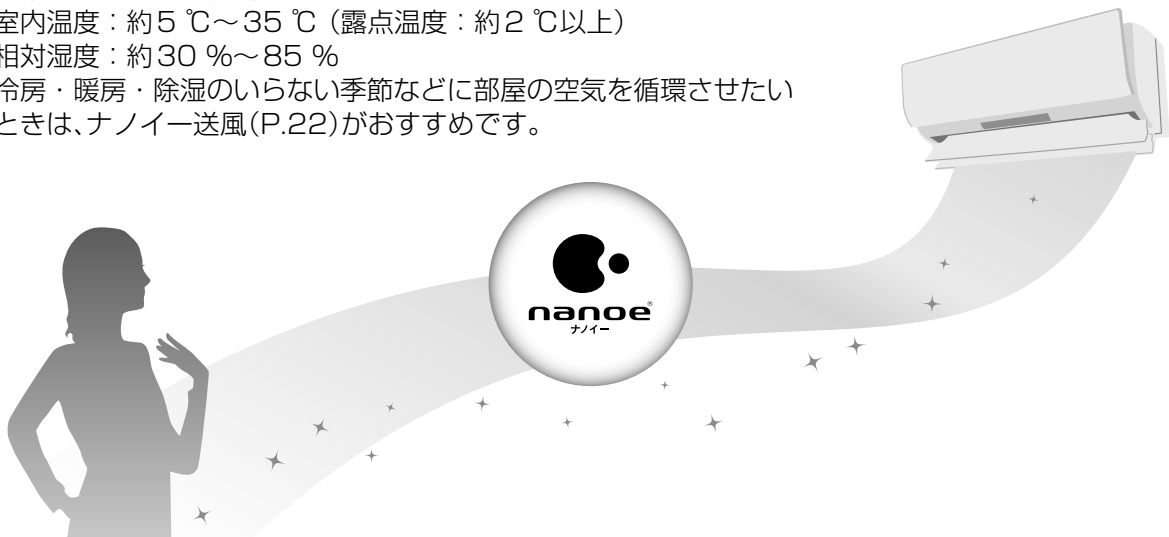 室内温度：約5 ℃～35 ℃（露点温度：約2 ℃以上）
相対湿度：約30 %～85 %
冷房・暖房・除湿のいらない季節などに部屋の空気を循環させたい
ときは、ナノイー送風(P.22)がおすすめです。
nanoe®
ナノイー